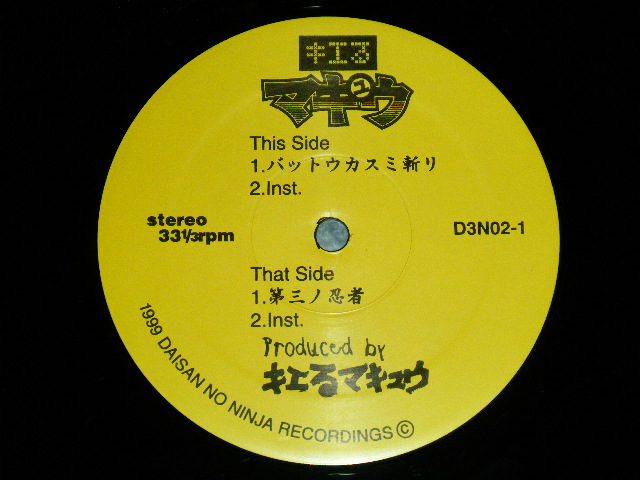 キエる
マキュウ
This Side
1.バットウカスミ斬り
2.Inst.
stereo
33⅓rpm
D3N02-1
That Side
1.第三ノ忍者
2.Inst.
Produced by
キエるマキュウ
1999 DAISAN NO NINJA RECORDINGS ©